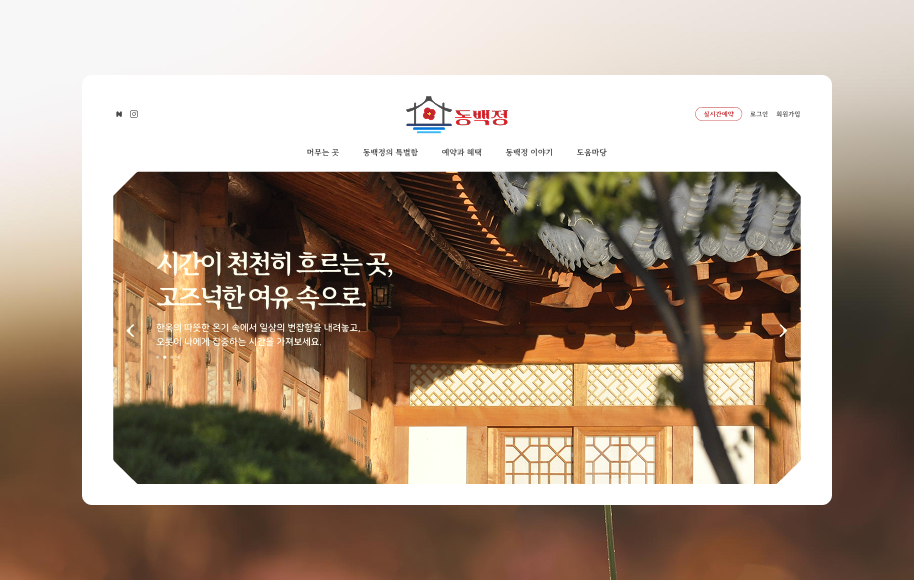 N
동백정
실시간예약 로그인 회원가입
머무는 곳 동백정의 특별함 예약과 혜택 동백정 이야기 도움마당
시간이 천천히 흐르는 곳,
고즈넉한 여유 속으로.
한옥의 따뜻한 온기 속에서 일상의 번잡함을 내려놓고,
오롯이 나에게 집중하는 시간을 가져보세요.